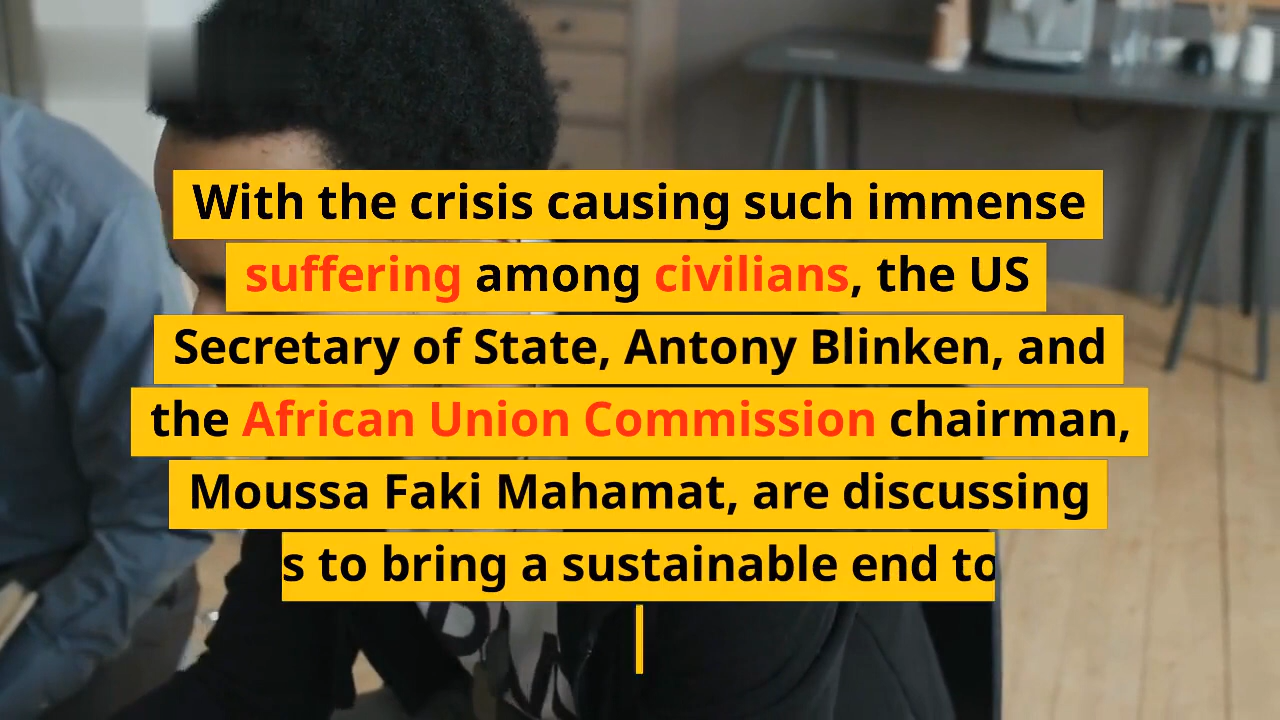 With the crisis causing such immense
suffering among civilians, the US
Secretary of State, Antony Blinken, and
the African Union Commission chairman,
Moussa Faki Mahamat, are discussing
s to bring a sustainable end to